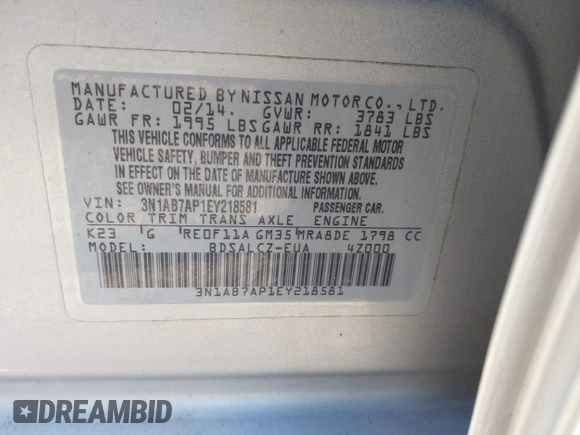 MANUFACTURED BY NISSAN MOTOR CO., LTD.
DATE: 02/14. GVWR: 3783 LBS
GAWR FR: 1995 LBS GAWR RR: 1841 LBS
THIS VEHICLE CONFORMS TO ALL APPLICABLE FEDERAL MOTOR
VEHICLE SAFETY, BUMPER AND THEFT PREVENTION STANDARDS
IN EFFECT ON THE DATE OF MANUFACTURE SHOWN ABOVE.
SEE OWNER'S MANUAL FOR ADDITIONAL INFORMATION.
VIN: 3N1AB7AP1EY218581 PASSENGER CAR.
COLOR TRIM TRANS AXLE ENGINE
K23 G RE0F11A GM35 MRA8DE 1798 CC
MODEL: BDSALCZ-EUA 4Z000
3N1AB7AP1EY218581
DREAMBID